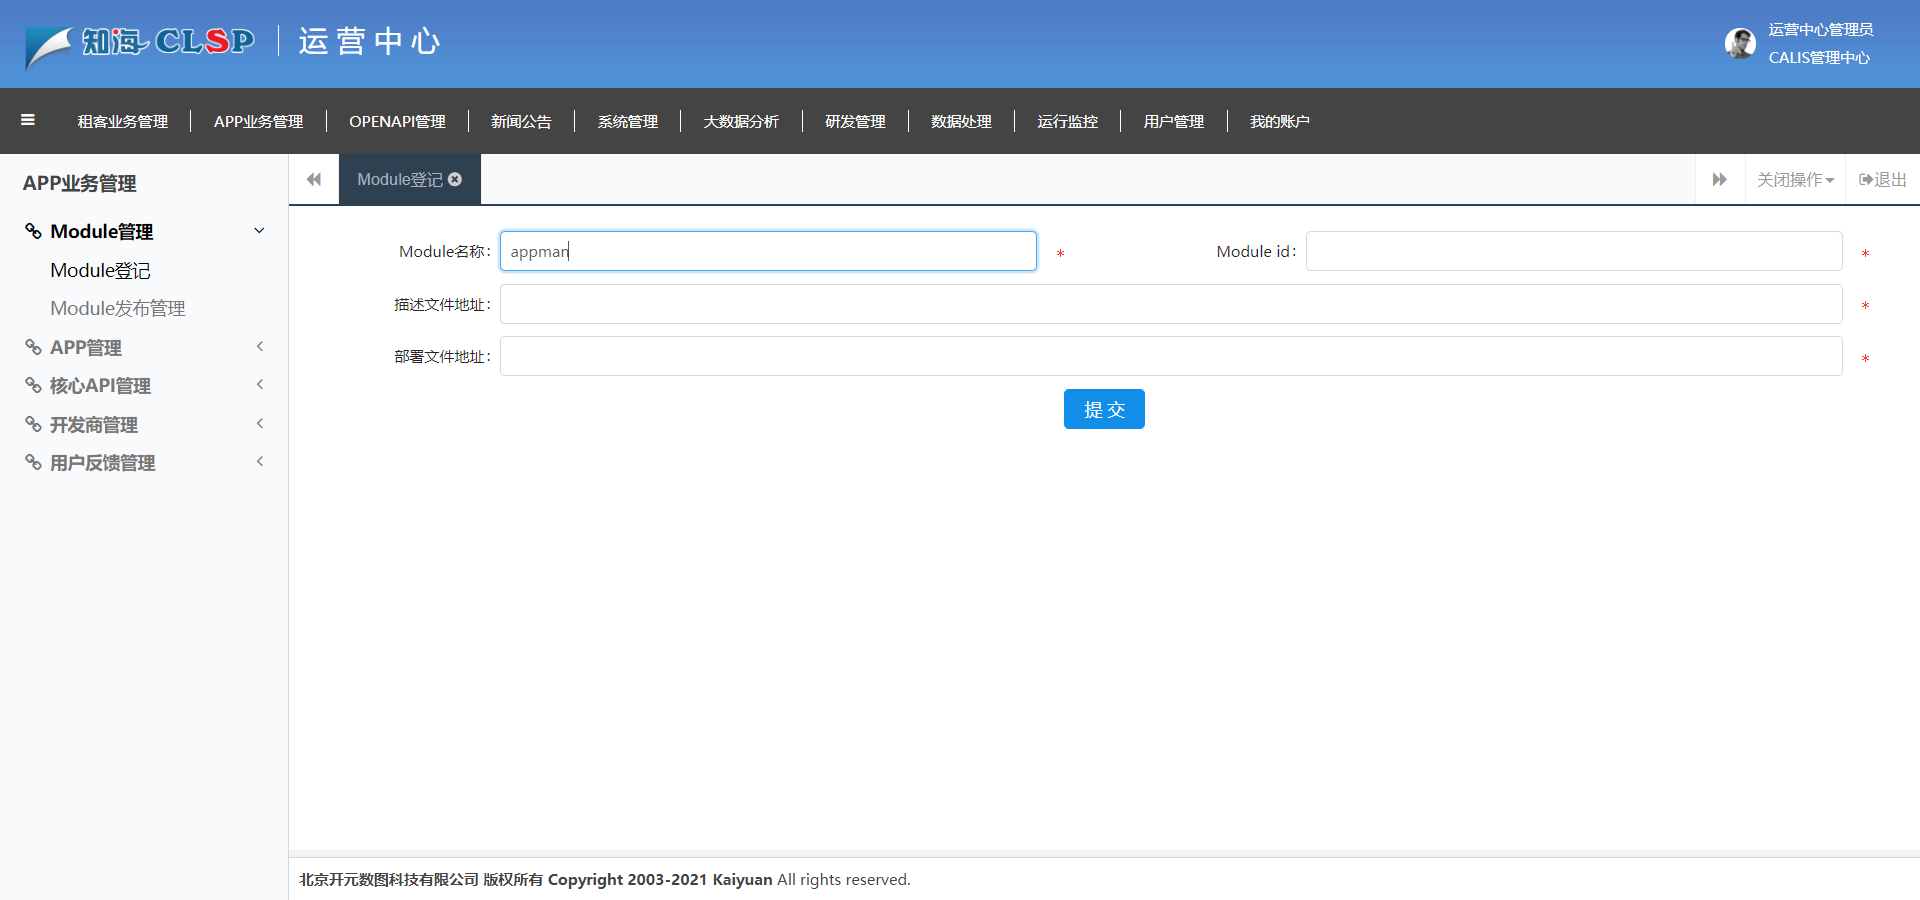 知海 CLSP 运营中心
运营中心管理员
CALIS管理中心
租客业务管理 APP业务管理 OPENAPI管理 新闻公告 系统管理 大数据分析 研发管理 数据处理 运行监控 用户管理 我的账户
APP业务管理
Module登记
关闭操作 退出
Module管理
Module登记
Module发布管理
APP管理
核心API管理
开发商管理
用户反馈管理
Module名称： appman *
Module id： *
描述文件地址： *
部署文件地址： *
提交
北京开元数图科技有限公司 版权所有 Copyright 2003-2021 Kaiyuan All rights reserved.